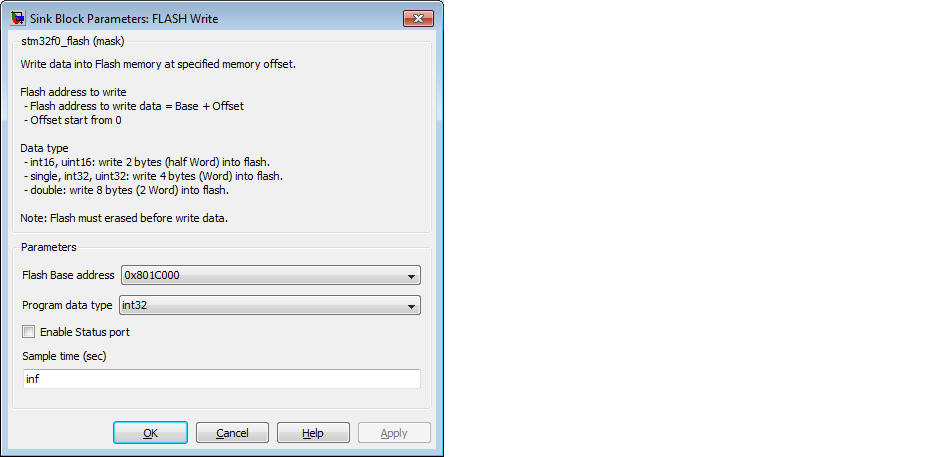 Sink Block Parameters: FLASH Write
stm32f0_flash (mask)
Write data into Flash memory at specified memory offset.
Flash address to write
- Flash address to write data = Base + Offset
- Offset start from 0
Data type
- int16, uint16: write 2 bytes (half Word) into flash.
- single, int32, uint32: write 4 bytes (Word) into flash.
- double: write 8 bytes (2 Word) into flash.
Note: Flash must erased before write data.
Parameters
Flash Base address 0x801C000
Program data type int32
Enable Status port
Sample time (sec)
inf
OK Cancel Help Apply